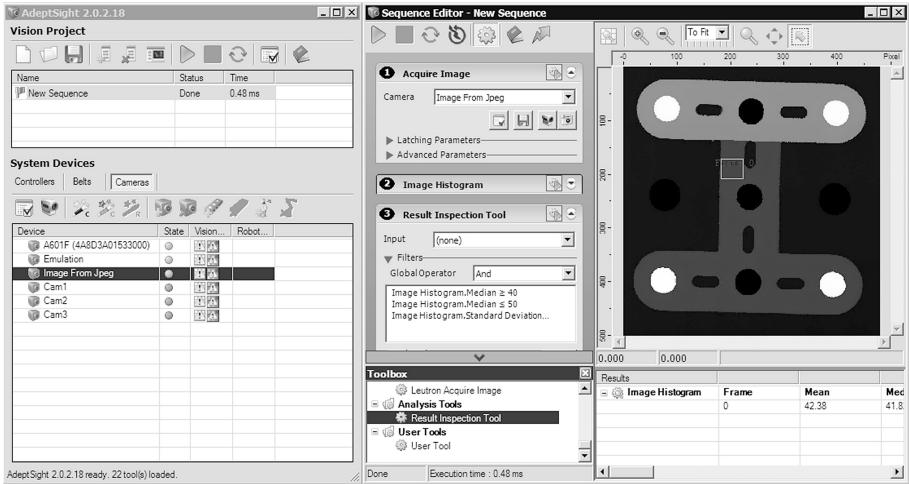 AdeptSight 2.0.2.18
Vision Project
Name Status Time
New Sequence Done 0.48 ms
System Devices
Controllers Belts Cameras
Device State Vision... Robot...
A601F (4A8D3A01533000)
Emulation
Image From Jpeg
Cam1
Cam2
Cam3
AdeptSight 2.0.2.18 ready. 22 tool(s) loaded.
Sequence Editor - New Sequence
1 Acquire Image
Camera Image From Jpeg
Latching Parameters
Advanced Parameters
2 Image Histogram
3 Result Inspection Tool
Input (none)
Filters
Global Operator And
Image Histogram.Median ≥ 40
Image Histogram.Median ≤ 50
Image Histogram.Standard Deviation...
Toolbox
Leutron Acquire Image
Analysis Tools
Result Inspection Tool
User Tools
User Tool
Done Execution time : 0.48 ms
To Fit
-0 100 200 300 400 Pixel
100
200
300
400
500
0.000 0.000
Results
Image Histogram Frame Mean Med
0 42.38 41.8